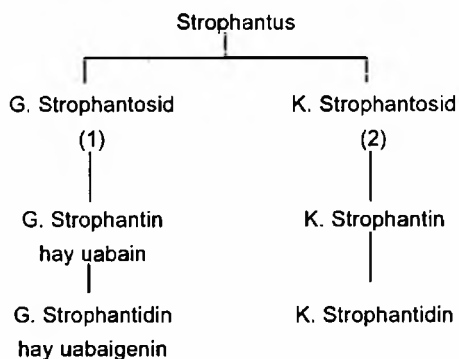 Strophantus
G. Strophantosid
K. Strophantosid
(1)
(2)
G. Strophantin
hay uabain
K. Strophantin
G. Strophantidin
hay uabaigenin
K. Strophantidin